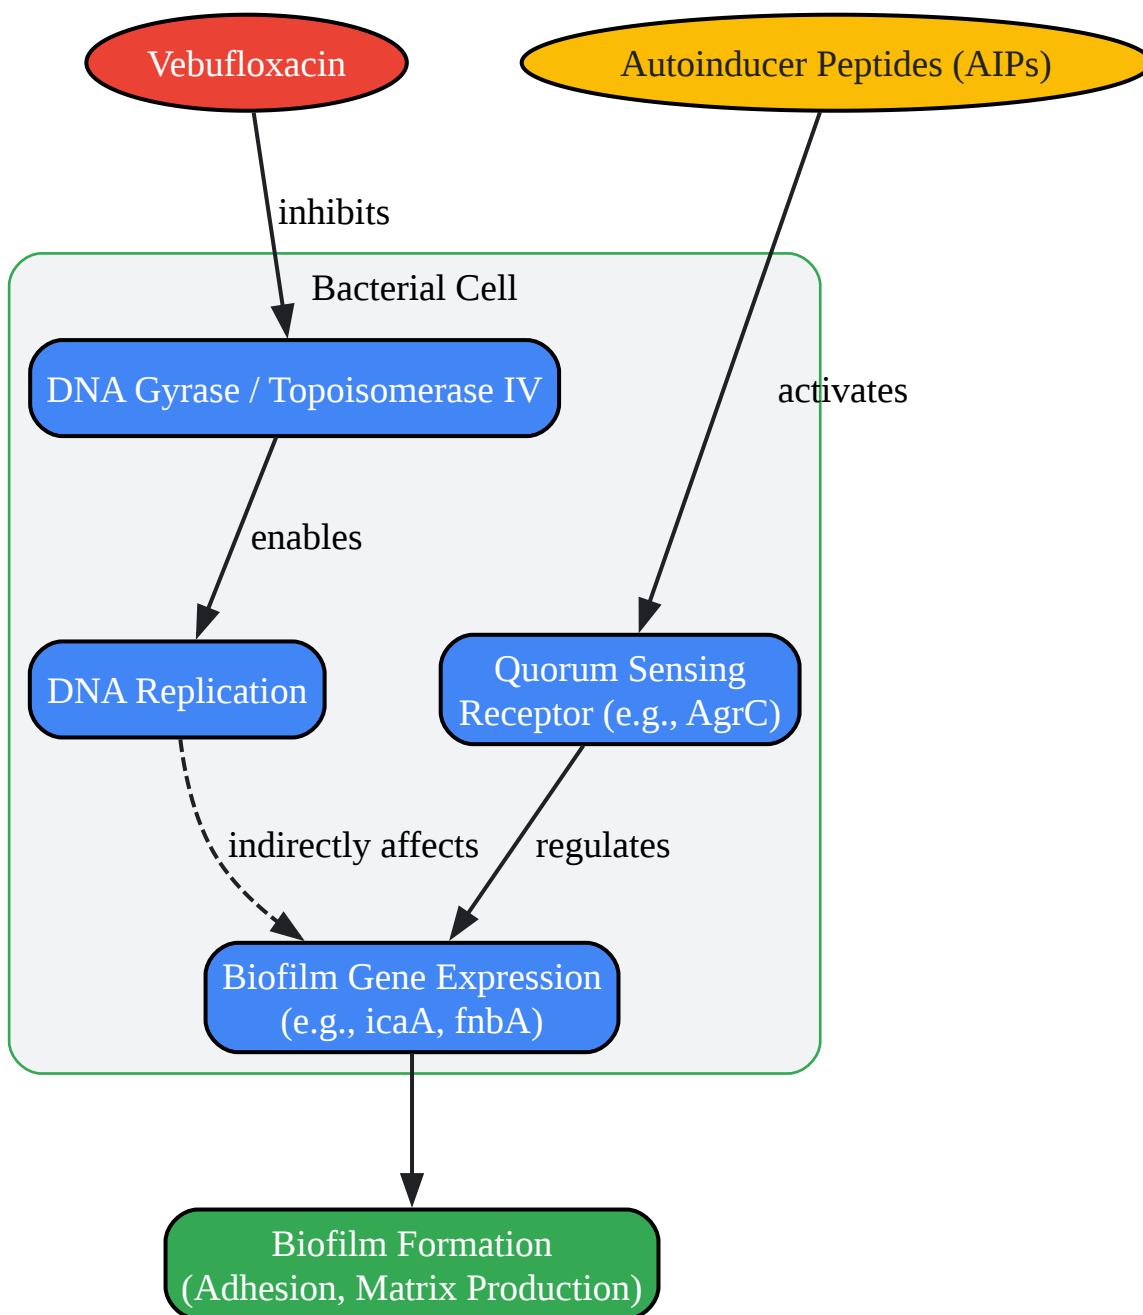 Vebufloxacin
Autoinducer Peptides (AIPs)
inhibits
Bacterial Cell
DNA Gyrase / Topoisomerase IV
activates
enables
DNA Replication
Quorum Sensing
Receptor (e.g., AgrC)
indirectly affects
regulates
Biofilm Gene Expression
(e.g., icaA, fnbA)
Biofilm Formation
(Adhesion, Matrix Production)